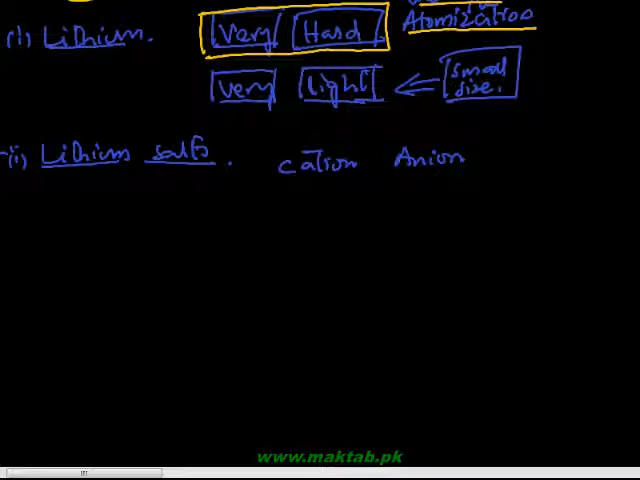 (i) Lithium. Very Hard Atomization
Very light small size.
(ii) Lithium salts. Cation Anion
www.maktab.pk